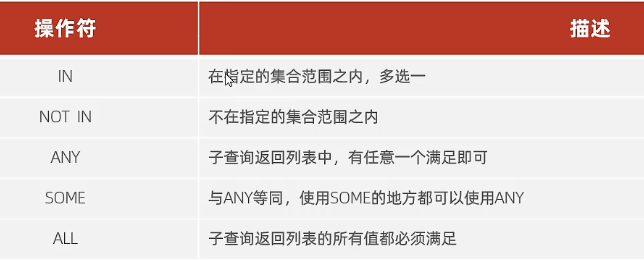 操作符 描述
IN 在指定的集合范围之内，多选一
NOT IN 不在指定的集合范围之内
ANY 子查询返回列表中，有任意一个满足即可
SOME 与ANY等同，使用SOME的地方都可以使用ANY
ALL 子查询返回列表的所有值都必须满足